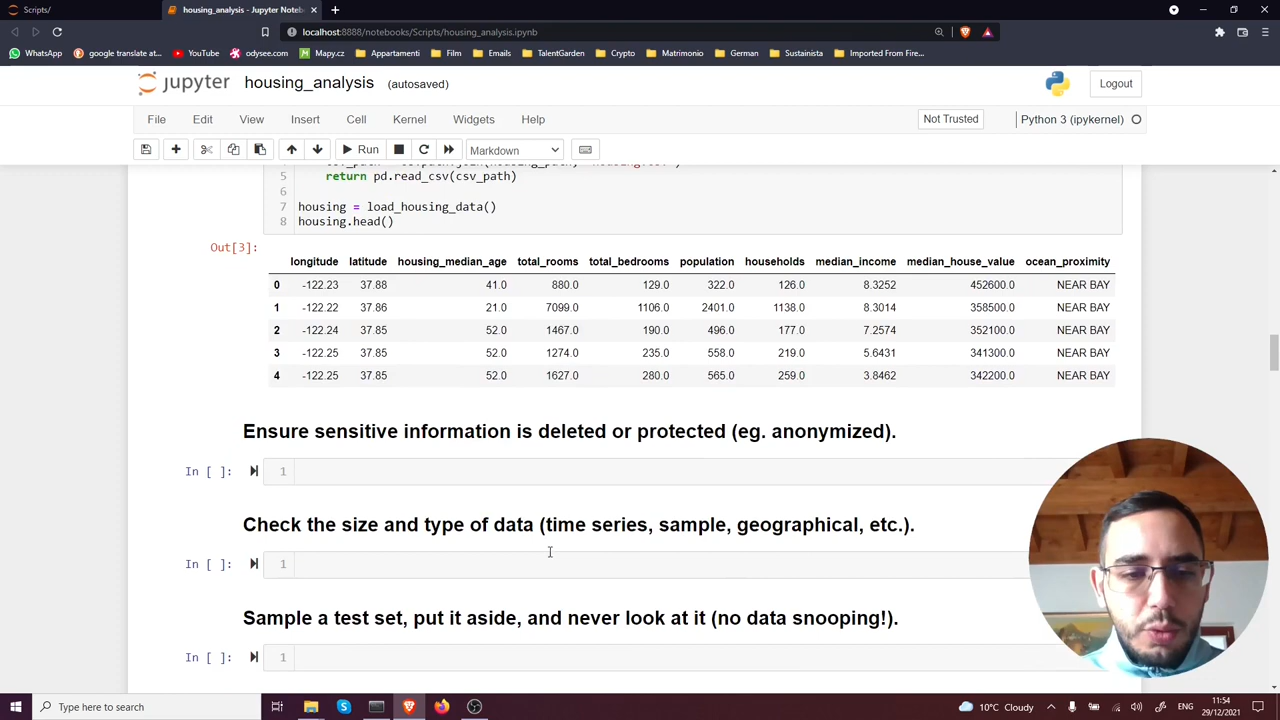 Scripts/
housing_analysis - Jupyter Noteb
localhost:8888/notebooks/Scripts/housing_analysis.ipynb
WhatsApp google translate at... YouTube odysee.com Mapy.cz Appartamenti Film Emails TalentGarden Crypto Matrimonio German Sustainista Imported From Fire...
jupyter housing_analysis (autosaved) Logout
File Edit View Insert Cell Kernel Widgets Help Not Trusted Python 3 (ipykernel)
Run Markdown
5 return pd.read_csv(csv_path)
6
7 housing = load_housing_data()
8 housing.head()
Out[3]:
longitude latitude housing_median_age total_rooms total_bedrooms population households median_income median_house_value ocean_proximity
0 -122.23 37.88 41.0 880.0 129.0 322.0 126.0 8.3252 452600.0 NEAR BAY
1 -122.22 37.86 21.0 7099.0 1106.0 2401.0 1138.0 8.3014 358500.0 NEAR BAY
2 -122.24 37.85 52.0 1467.0 190.0 496.0 177.0 7.2574 352100.0 NEAR BAY
3 -122.25 37.85 52.0 1274.0 235.0 558.0 219.0 5.6431 341300.0 NEAR BAY
4 -122.25 37.85 52.0 1627.0 280.0 565.0 259.0 3.8462 342200.0 NEAR BAY
Ensure sensitive information is deleted or protected (eg. anonymized).
In [ ]: 1
Check the size and type of data (time series, sample, geographical, etc.).
In [ ]: 1
Sample a test set, put it aside, and never look at it (no data snooping!).
In [ ]: 1
Type here to search
10°C Cloudy
11:54
29/12/2021